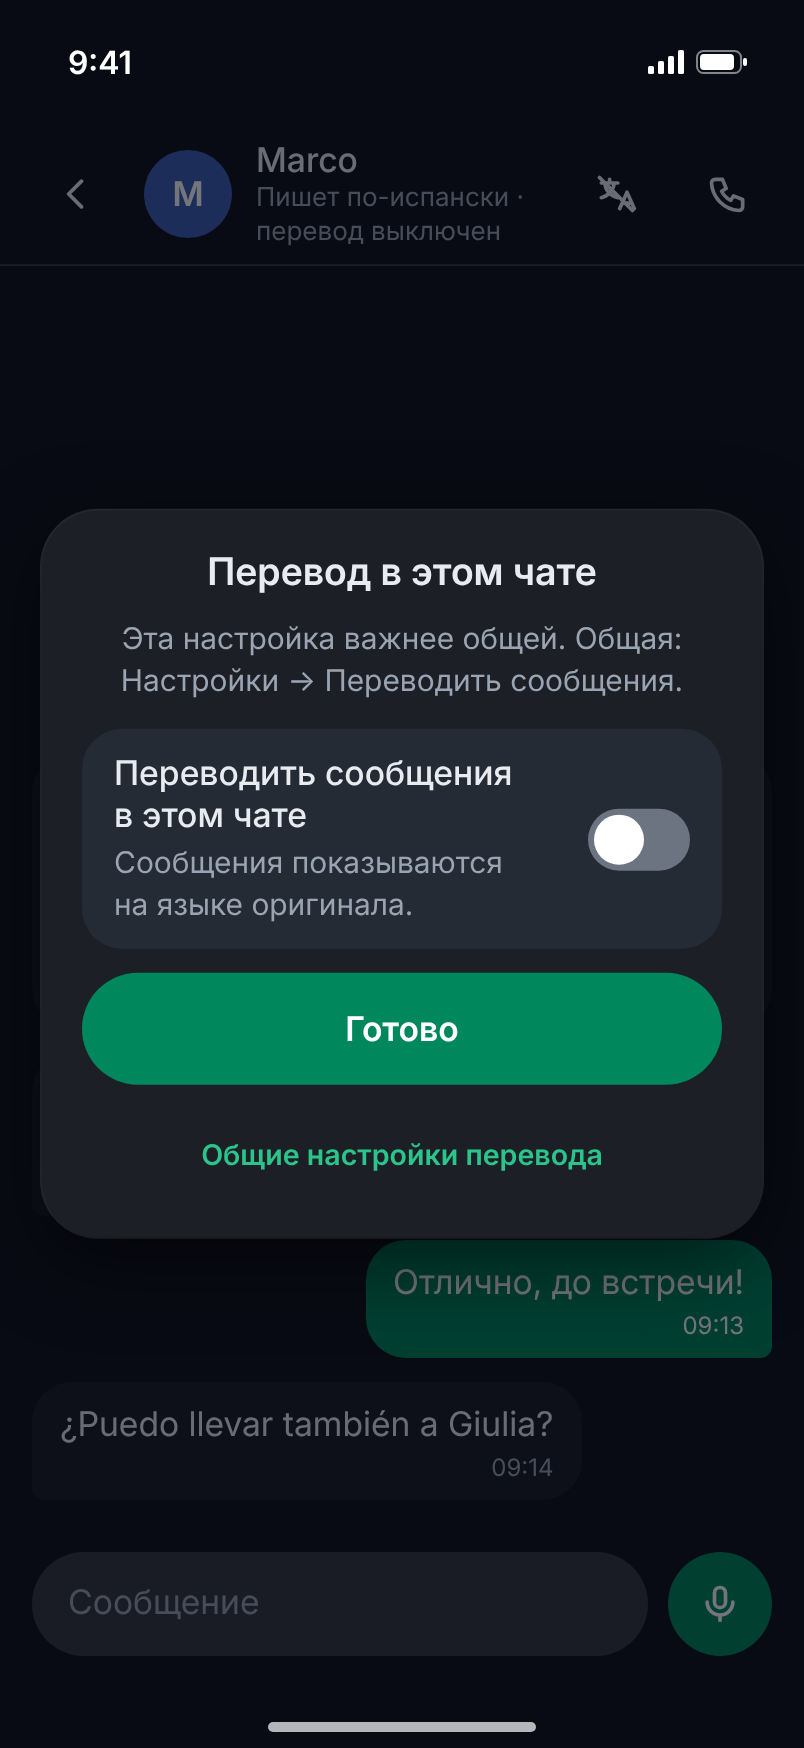 9:41
M
Marco
Пишет по-испански ·
перевод выключен
Перевод в этом чате
Эта настройка важнее общей. Общая:
Настройки → Переводить сообщения.
Переводить сообщения
в этом чате
Сообщения показываются
на языке оригинала.
Готово
Общие настройки перевода
Отлично, до встречи!
09:13
¿Puedo llevar también a Giulia?
09:14
Сообщение